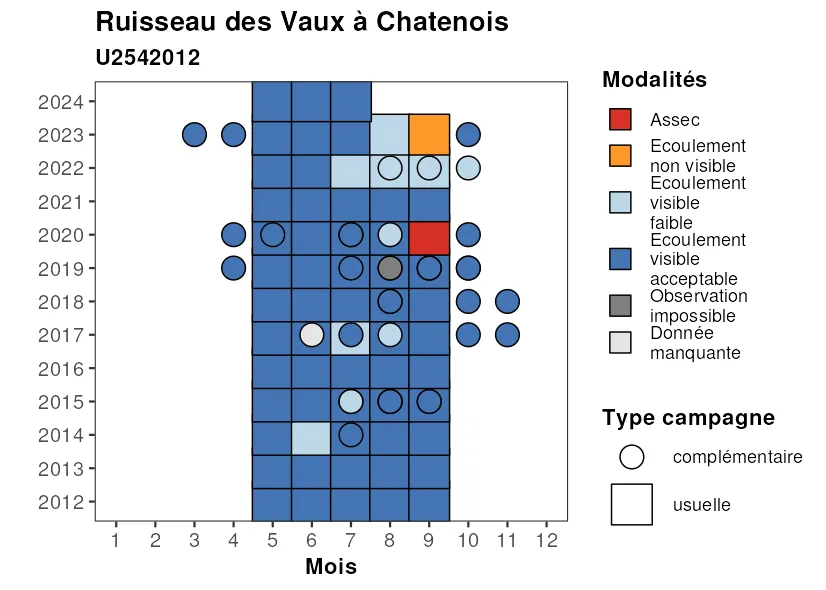 Ruisseau des Vaux à Chatenois
U2542012
2024
2023
2022
2021
2020
2019
2018
2017
2016
2015
2014
2013
2012
1 2 3 4 5 6 7 8 9 10 11 12
Mois
Modalités
Assec
Ecoulement
non visible
Ecoulement
visible
faible
Ecoulement
visible
acceptable
Observation
impossible
Donnée
manquante
Type campagne
complémentaire
usuelle